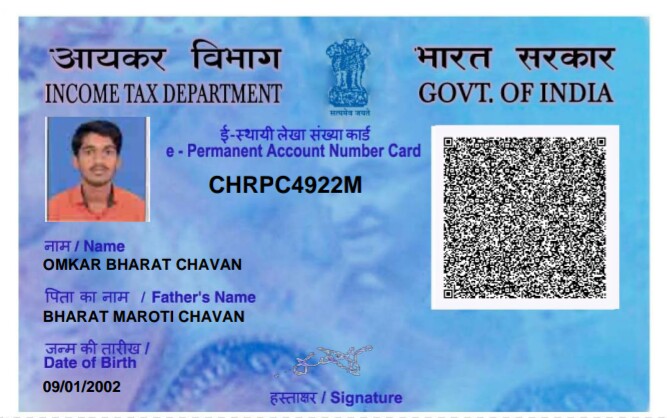 आयकर विभाग
INCOME TAX DEPARTMENT
सत्यमेव जयते
भारत सरकार
GOVT. OF INDIA
ई-स्थायी लेखा संख्या कार्ड
e - Permanent Account Number Card
CHRPC4922M
नाम / Name
OMKAR BHARAT CHAVAN
पिता का नाम / Father's Name
BHARAT MAROTI CHAVAN
जन्म की तारीख /
Date of Birth
09/01/2002
हस्ताक्षर / Signature